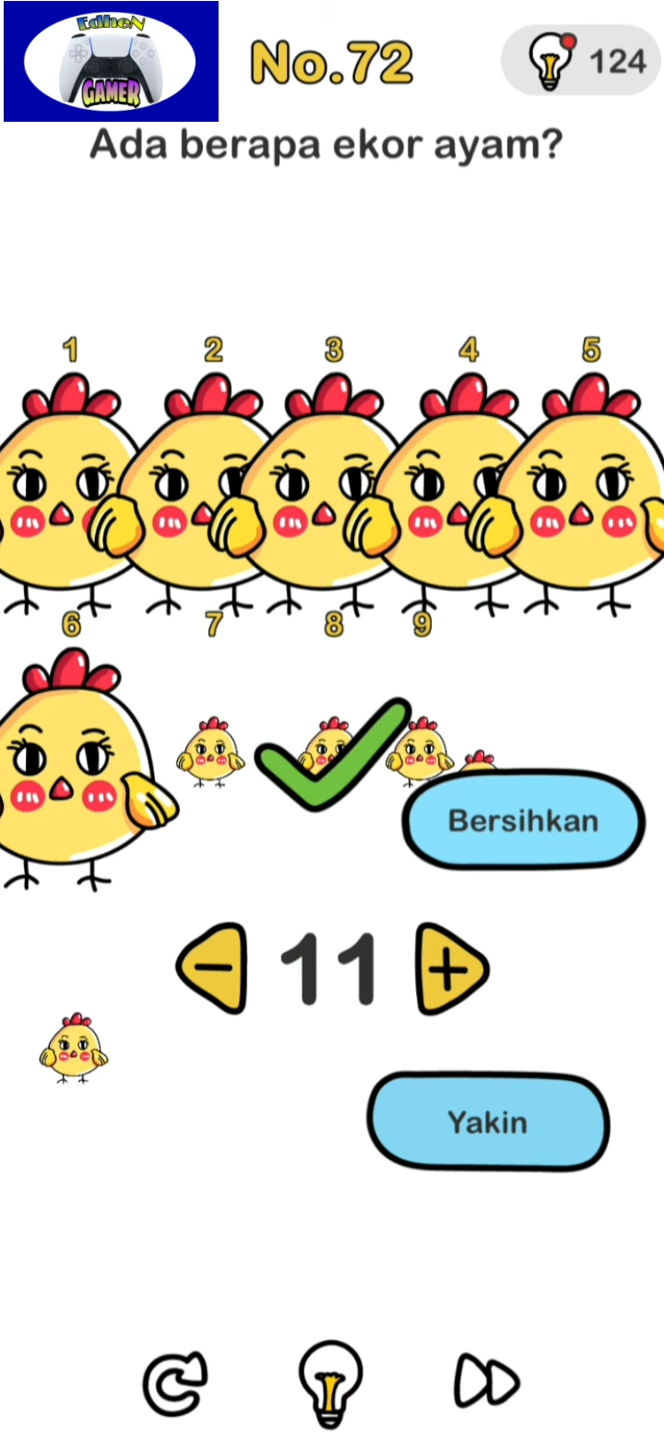 EdheN
GAMER
No.72
124
Ada berapa ekor ayam?
1 2 3 4 5
6 7 8 9
Bersihkan
- 11 +
Yakin